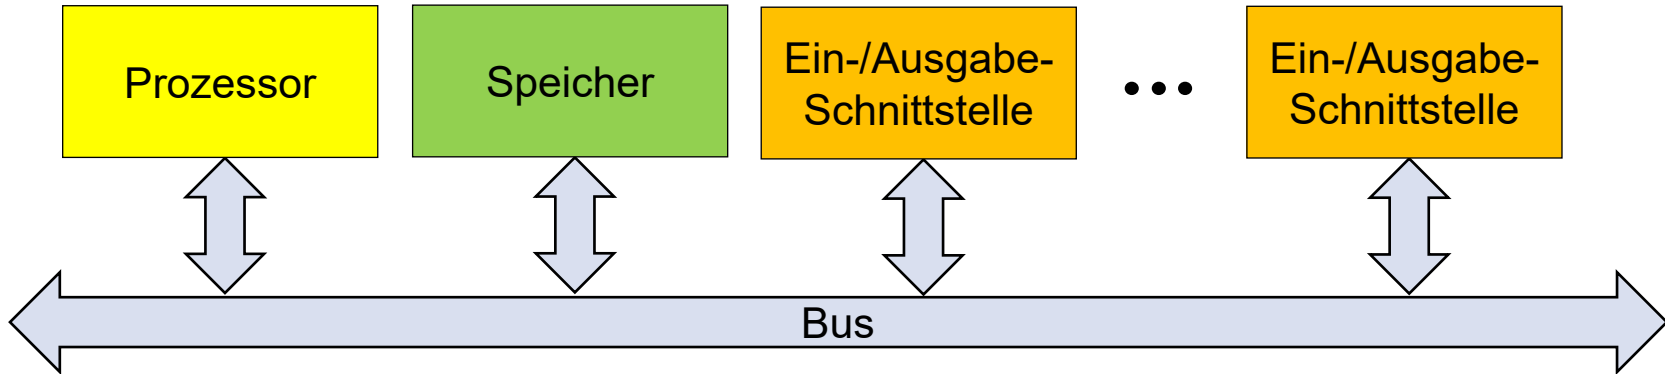 Prozessor
Speicher
Ein-/Ausgabe-
Schnittstelle
...
Ein-/Ausgabe-
Schnittstelle
Bus